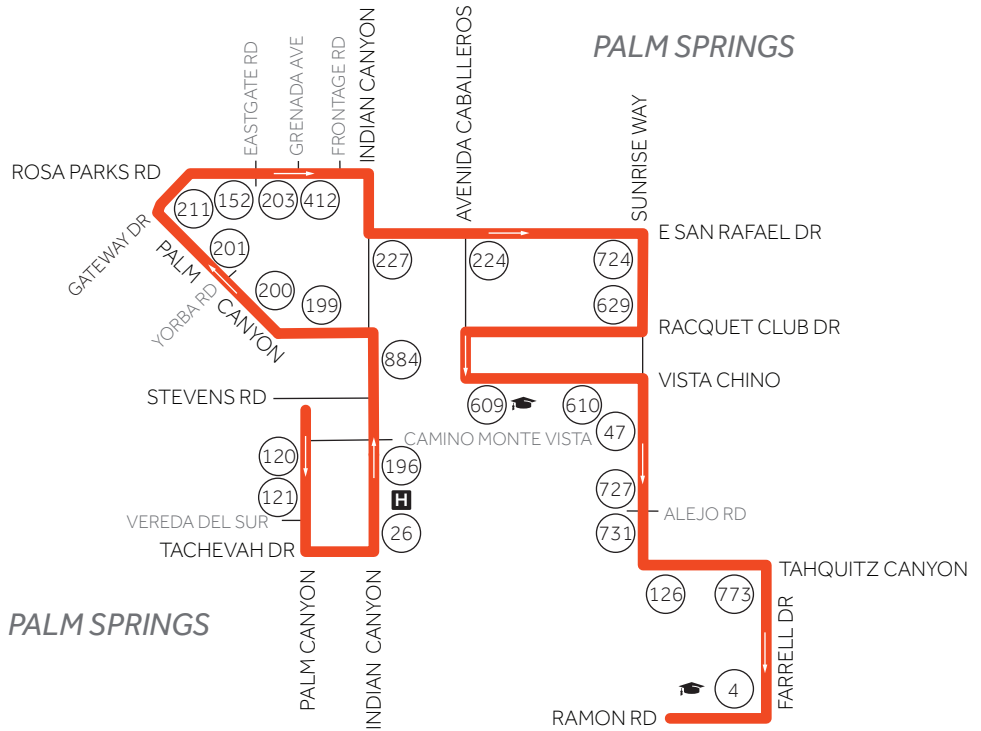 PALM SPRINGS
EASTGATE RD
GRENADA AVE
FRONTAGE RD
INDIAN CANYON
AVENIDA CABALLEROS
SUNRISE WAY
ROSA PARKS RD
211
152
203
412
GATEWAY DR
PALM CANYON
201
YORBA RD
200
199
227
224
724
E SAN RAFAEL DR
629
RACQUET CLUB DR
884
VISTA CHINO
STEVENS RD
609
610
47
CAMINO MONTE VISTA
120
196
121
H
727
ALEJO RD
VEREDA DEL SUR
26
731
TACHEVAH DR
TAHQUITZ CANYON
126
773
PALM SPRINGS
PALM CANYON
INDIAN CANYON
FARRELL DR
4
RAMON RD